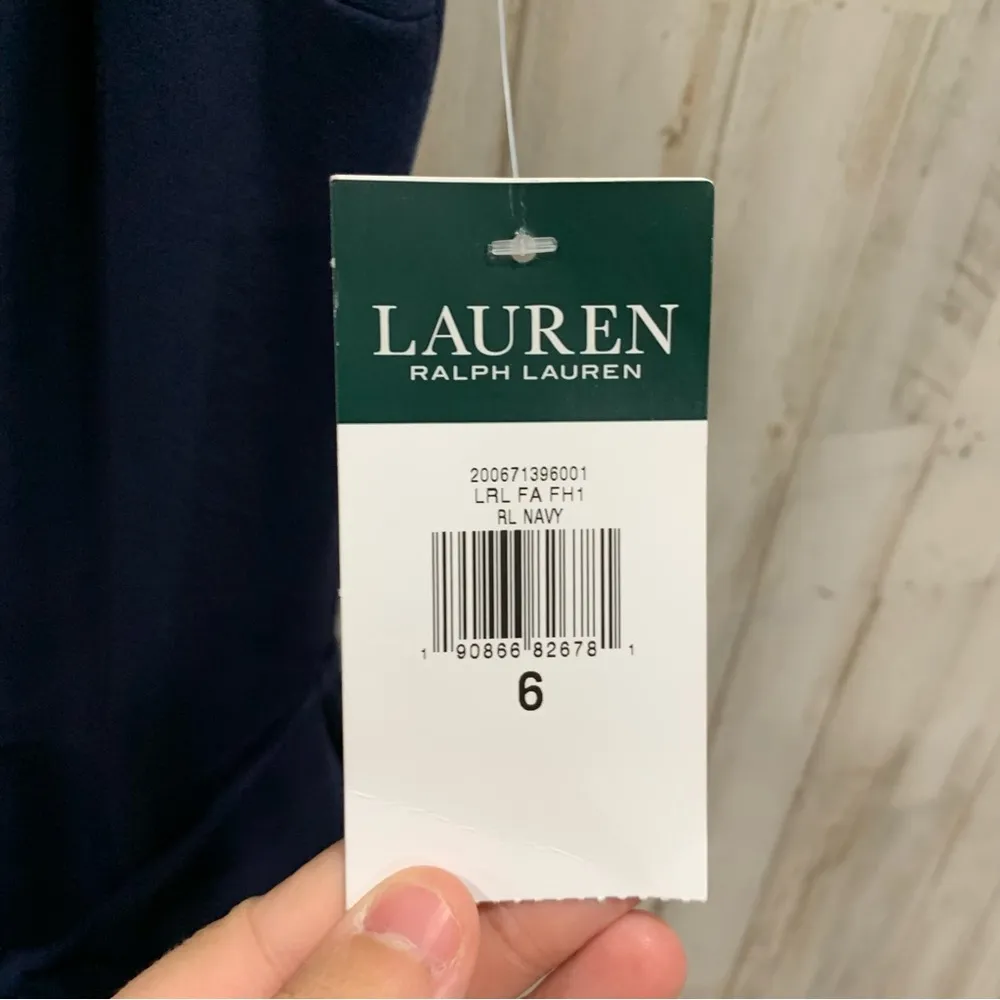 LAUREN
RALPH LAUREN
200671396001
LRL FA FH1
RL NAVY
1 90866 82678 1
6